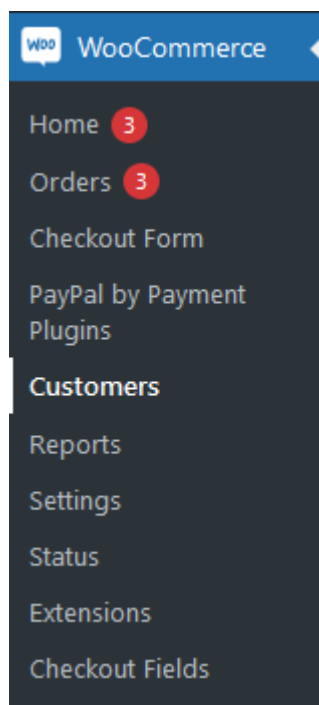 Woo WooCommerce
Home 3
Orders 3
Checkout Form
PayPal by Payment
Plugins
Customers
Reports
Settings
Status
Extensions
Checkout Fields